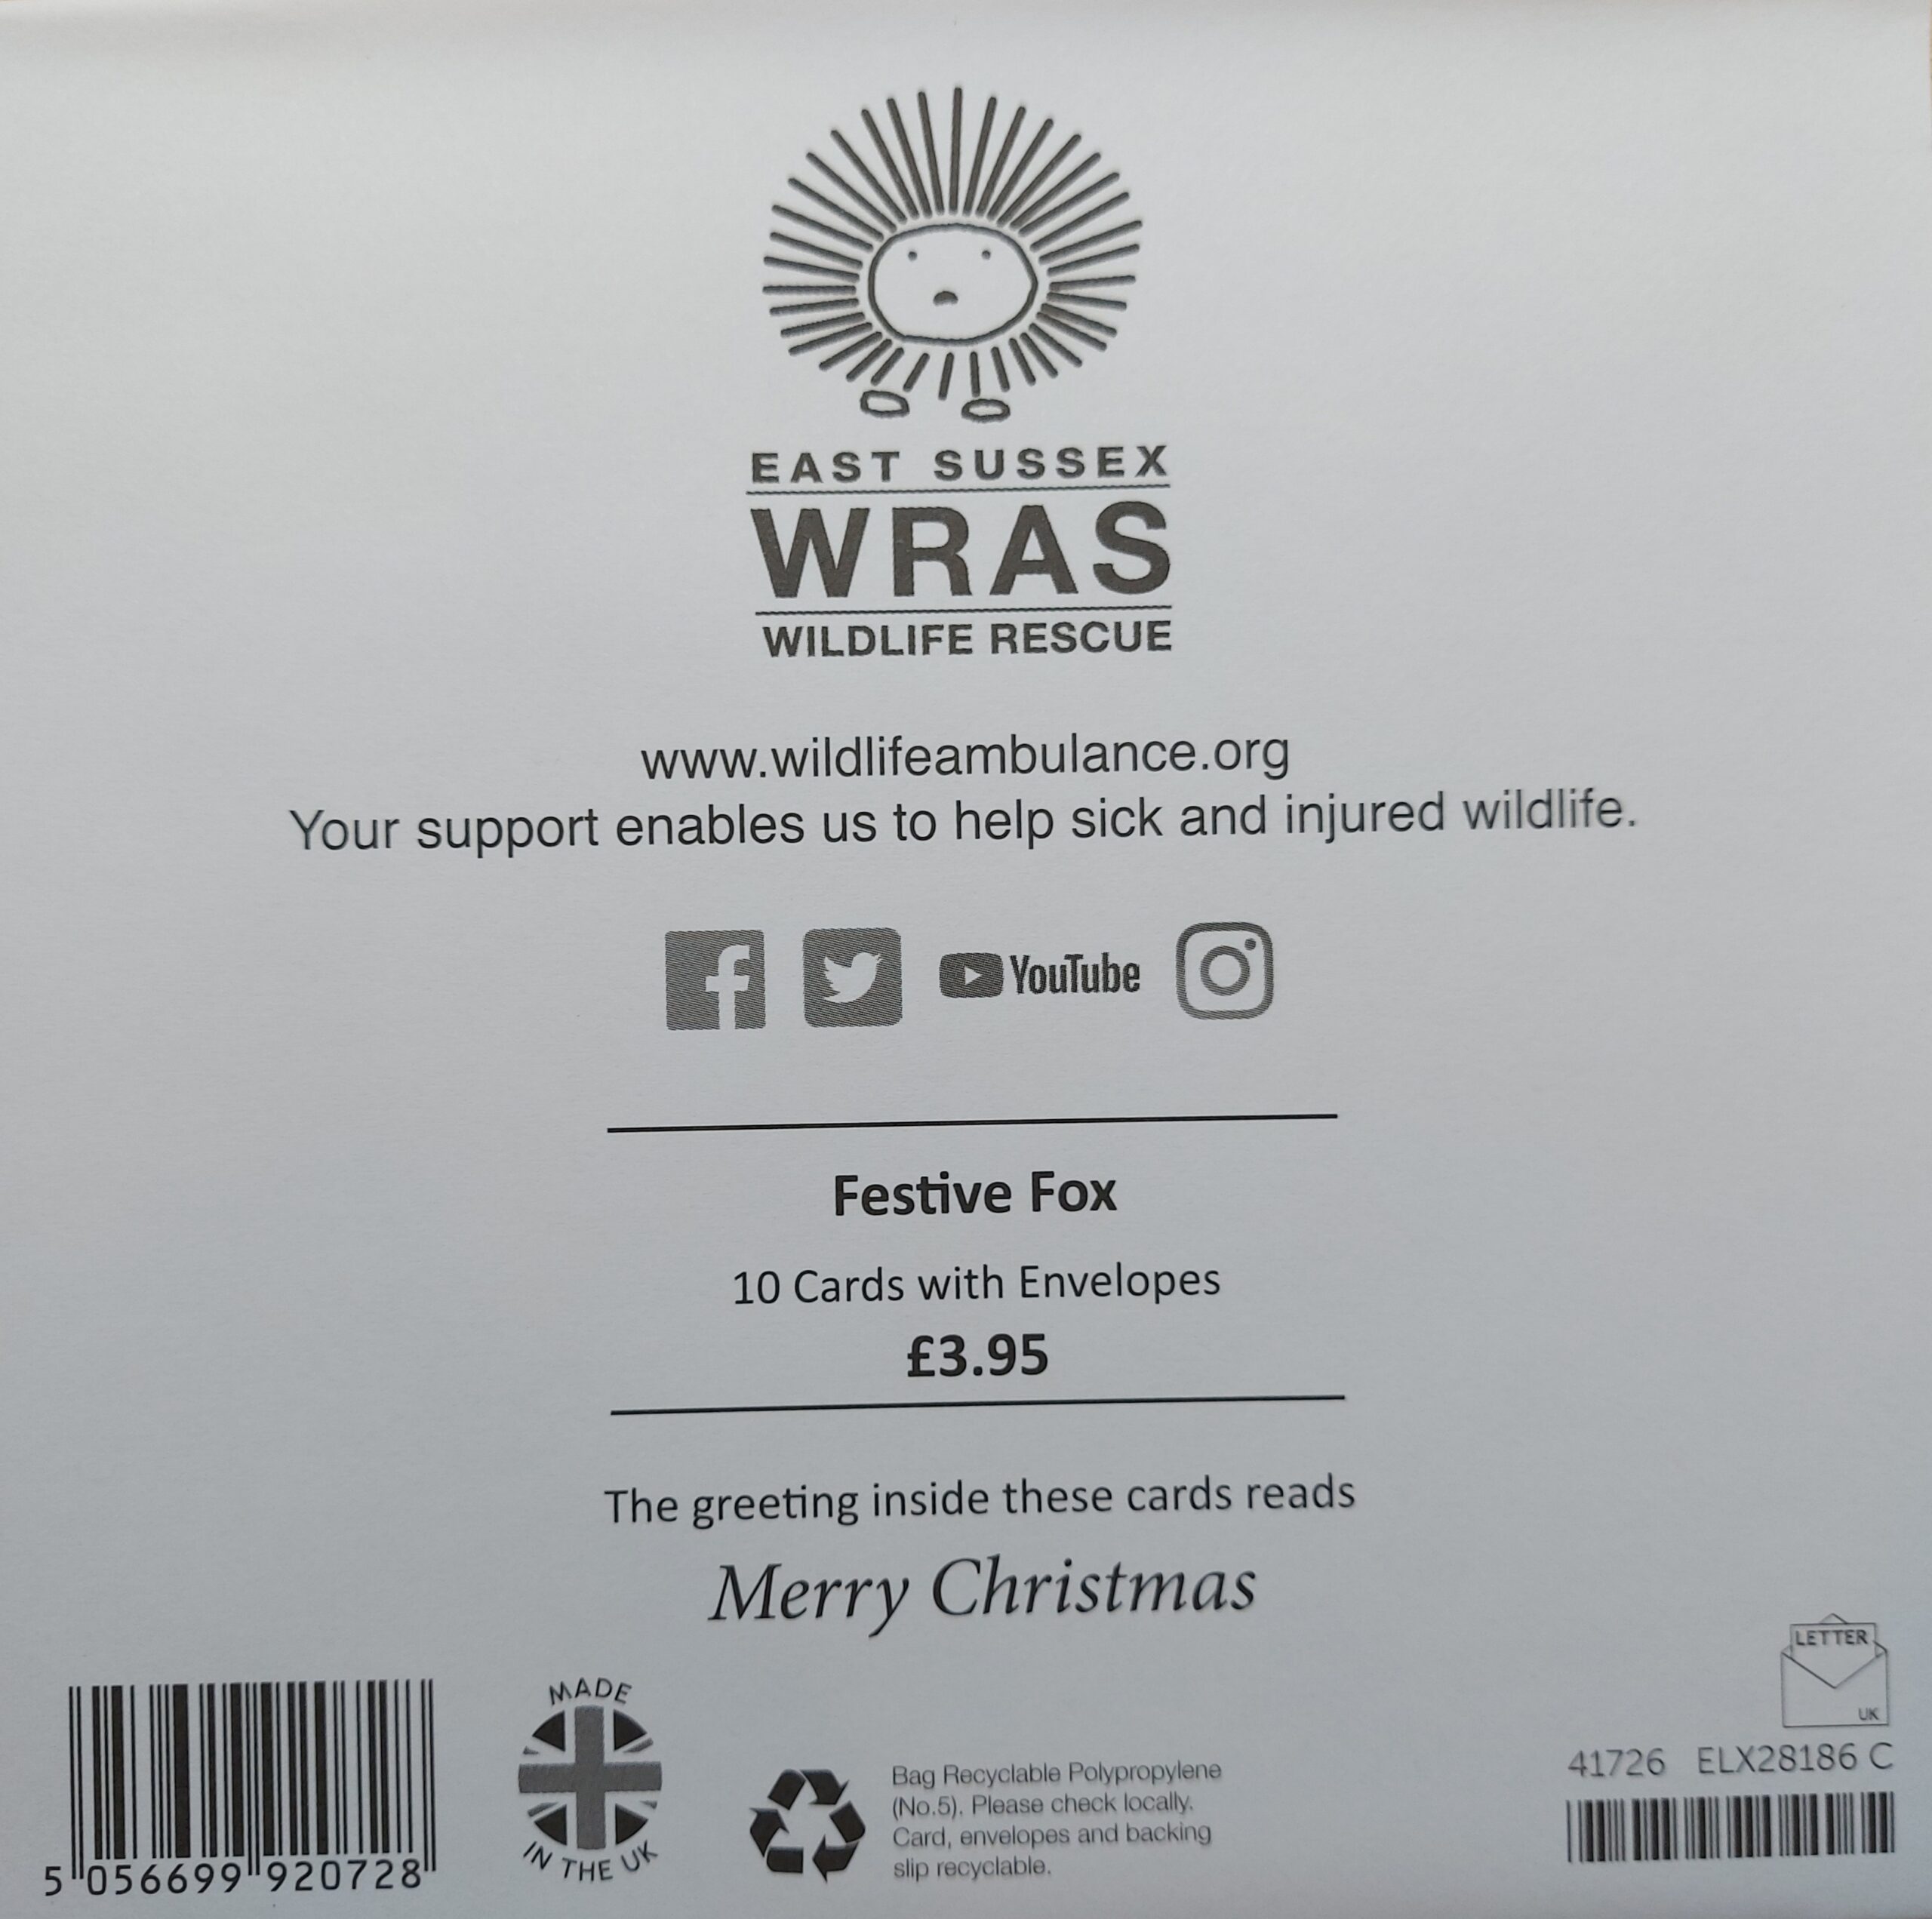 EAST SUSSEX
WRAS
WILDLIFE RESCUE
www.wildlifeambulance.org
Your support enables us to help sick and injured wildlife.
YouTube
Festive Fox
10 Cards with Envelopes
£3.95
The greeting inside these cards reads
Merry Christmas
5 056699 920728
MADE
IN THE UK
Bag Recyclable Polypropylene
(No.5). Please check locally.
Card, envelopes and backing
slip recyclable.
LETTER
UK
41726 ELX28186 C